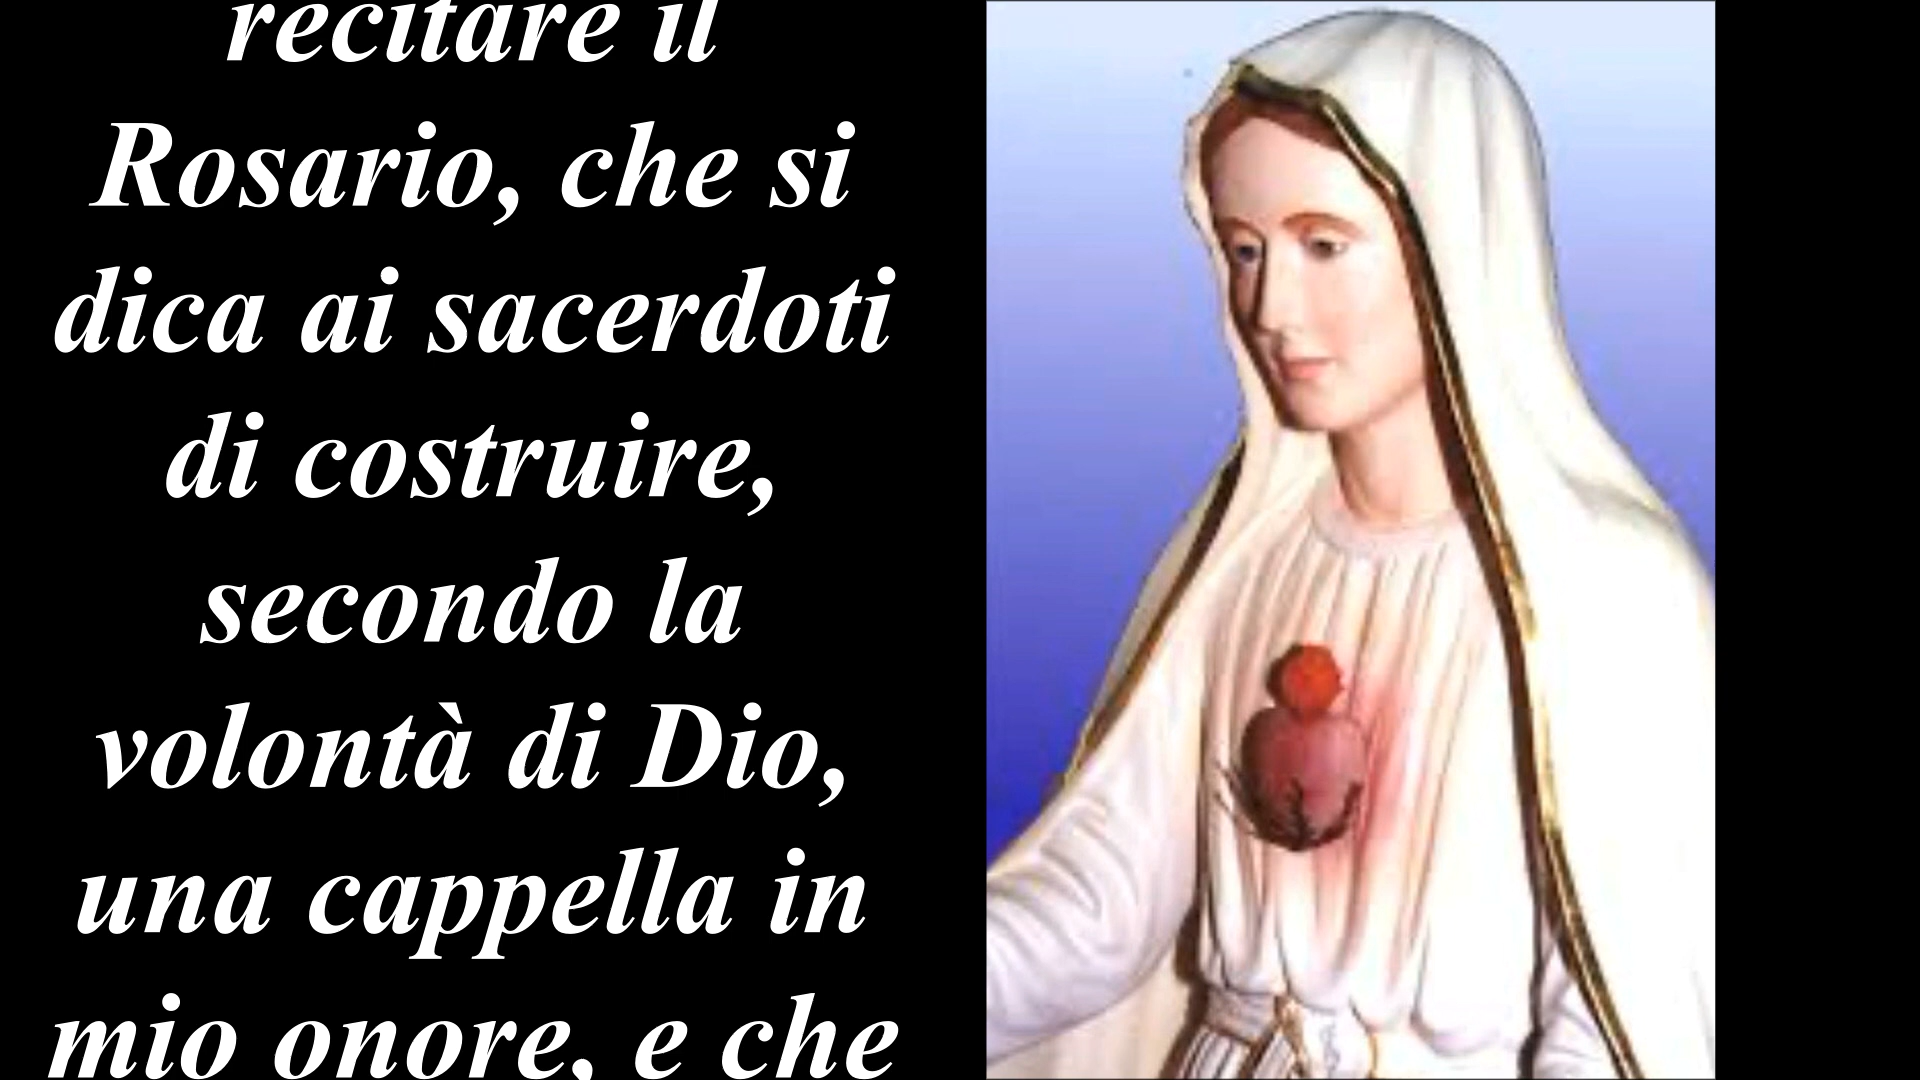 recitare il
Rosario, che si
dica ai sacerdoti
di costruire,
secondo la
volontà di Dio,
una cappella in
mio onore, e che